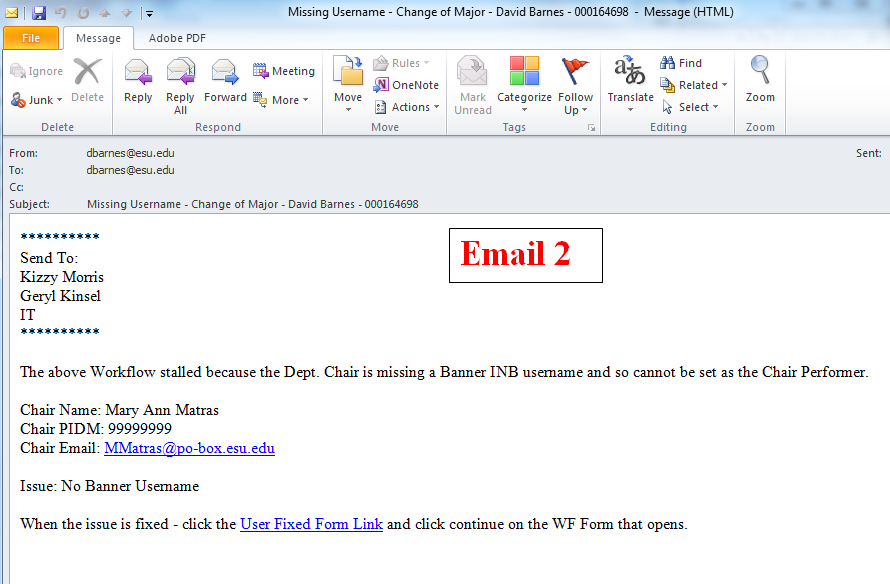 Missing Username - Change of Major - David Barnes - 000164698 - Message (HTML)
File Message Adobe PDF
Ignore
Junk
Delete
Delete
Reply
Reply All
Forward
Meeting
More
Respond
Move
Rules
OneNote
Actions
Move
Mark Unread
Categorize
Follow Up
Tags
Translate
Find
Related
Select
Editing
Zoom
Zoom
From: dbarnes@esu.edu Sent:
To: dbarnes@esu.edu
Cc:
Subject: Missing Username - Change of Major - David Barnes - 000164698
**********
Email 2
Send To:
Kizzy Morris
Geryl Kinsel
IT
**********
The above Workflow stalled because the Dept. Chair is missing a Banner INB username and so cannot be set as the Chair Performer.
Chair Name: Mary Ann Matras
Chair PIDM: 99999999
Chair Email: MMatras@po-box.esu.edu
Issue: No Banner Username
When the issue is fixed - click the User Fixed Form Link and click continue on the WF Form that opens.